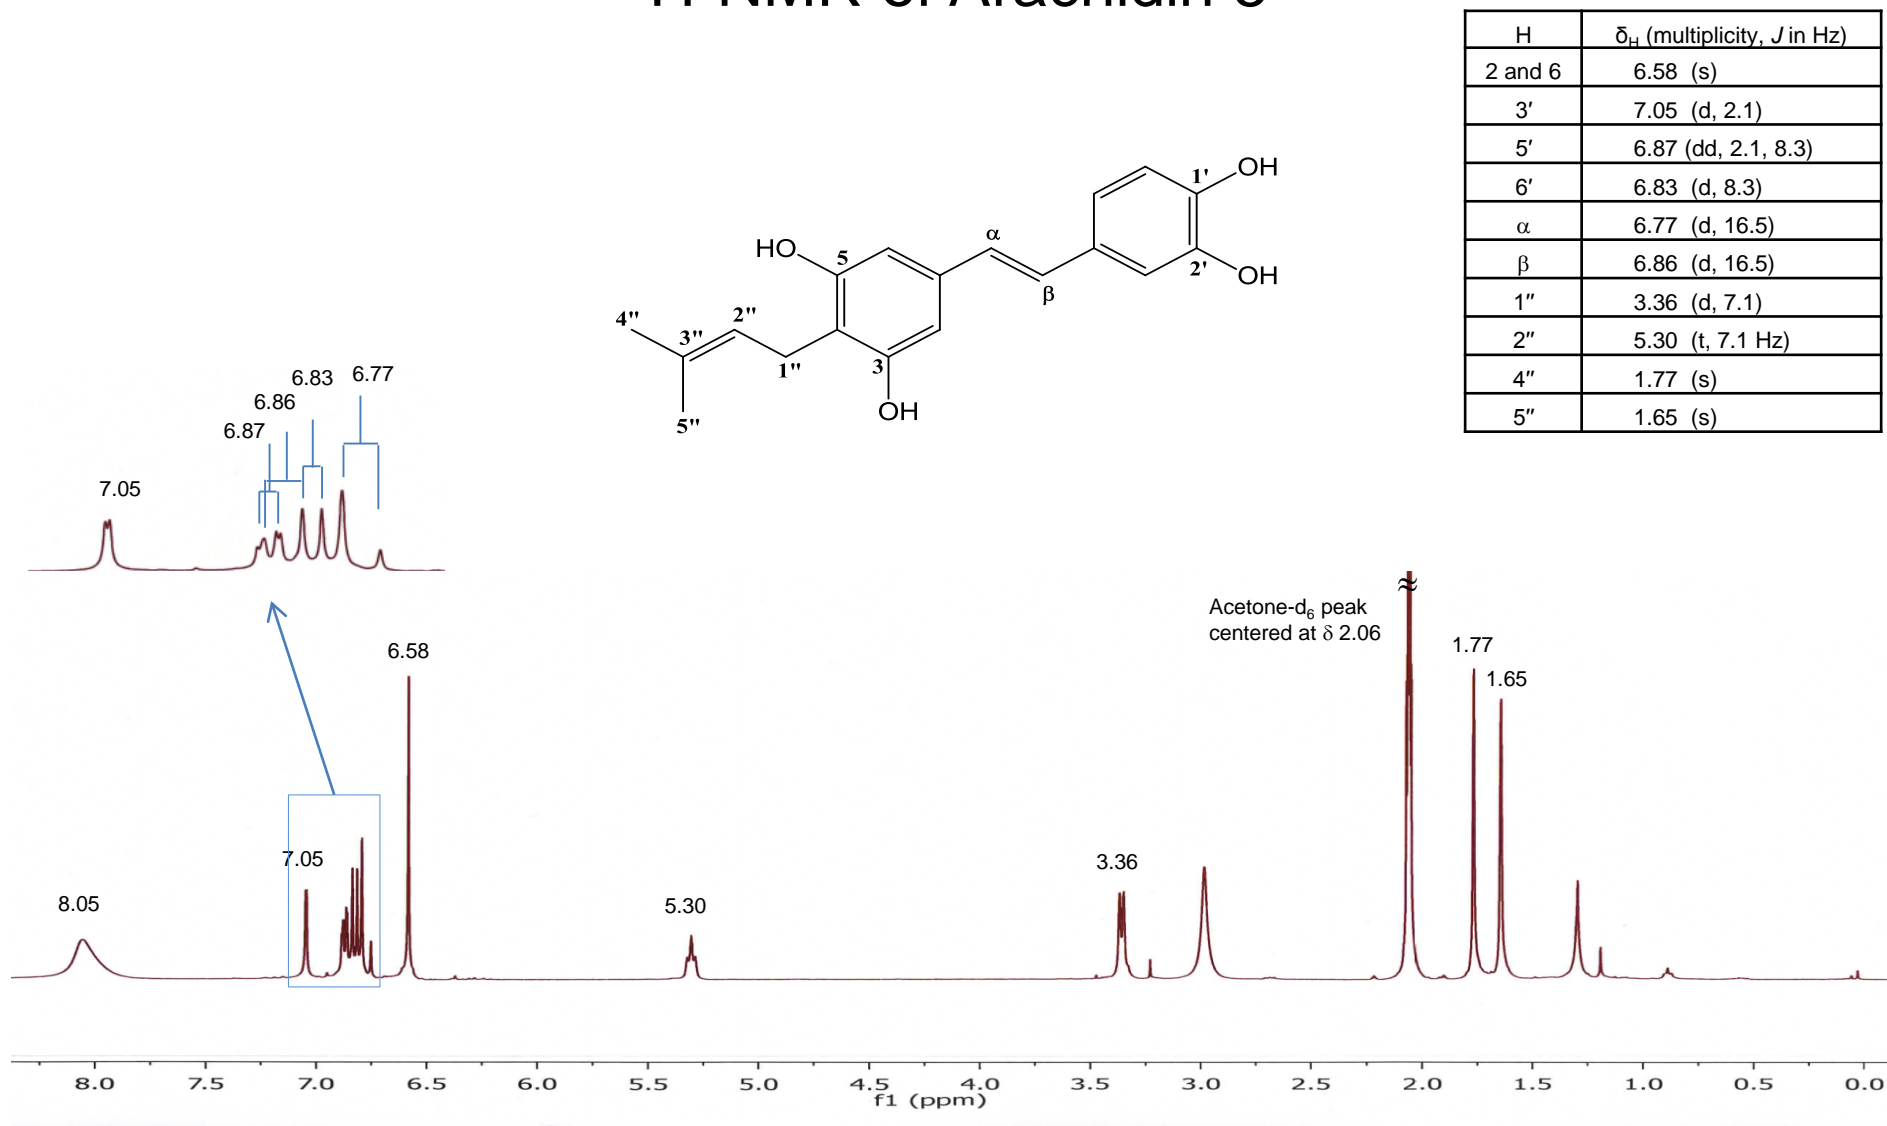 H δH (multiplicity, J in Hz)
2 and 6 6.58 (s)
3′ 7.05 (d, 2.1)
5′ 6.87 (dd, 2.1, 8.3)
6′ 6.83 (d, 8.3)
α 6.77 (d, 16.5)
β 6.86 (d, 16.5)
1″ 3.36 (d, 7.1)
2″ 5.30 (t, 7.1 Hz)
4″ 1.77 (s)
5″ 1.65 (s)
1' OH
HO 5 α
2' OH
β
4" 3" 2"
1" 3
5" OH
6.83 6.77
6.86
6.87
7.05
Acetone-d6 peak
centered at δ 2.06
≈
6.58
1.77
1.65
7.05
3.36
8.05
5.30
8.0 7.5 7.0 6.5 6.0 5.5 5.0 4.5 4.0 3.5 3.0 2.5 2.0 1.5 1.0 0.5 0.0
f1 (ppm)